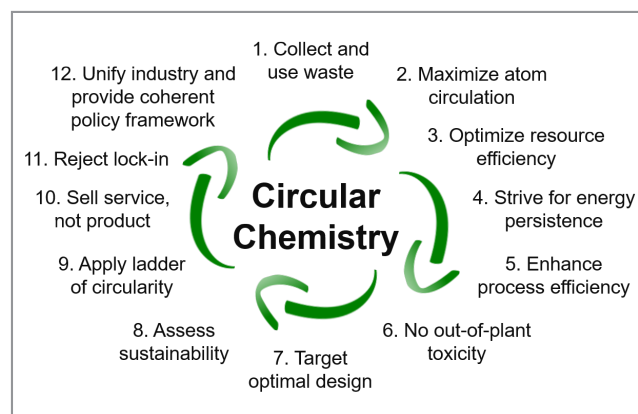 1. Collect and
use waste
2. Maximize atom
circulation
3. Optimize resource
efficiency
4. Strive for energy
persistence
5. Enhance
process efficiency
6. No out-of-plant
toxicity
7. Target
optimal design
8. Assess
sustainability
9. Apply ladder
of circularity
10. Sell service,
not product
11. Reject lock-in
12. Unify industry and
provide coherent
policy framework
Circular
Chemistry